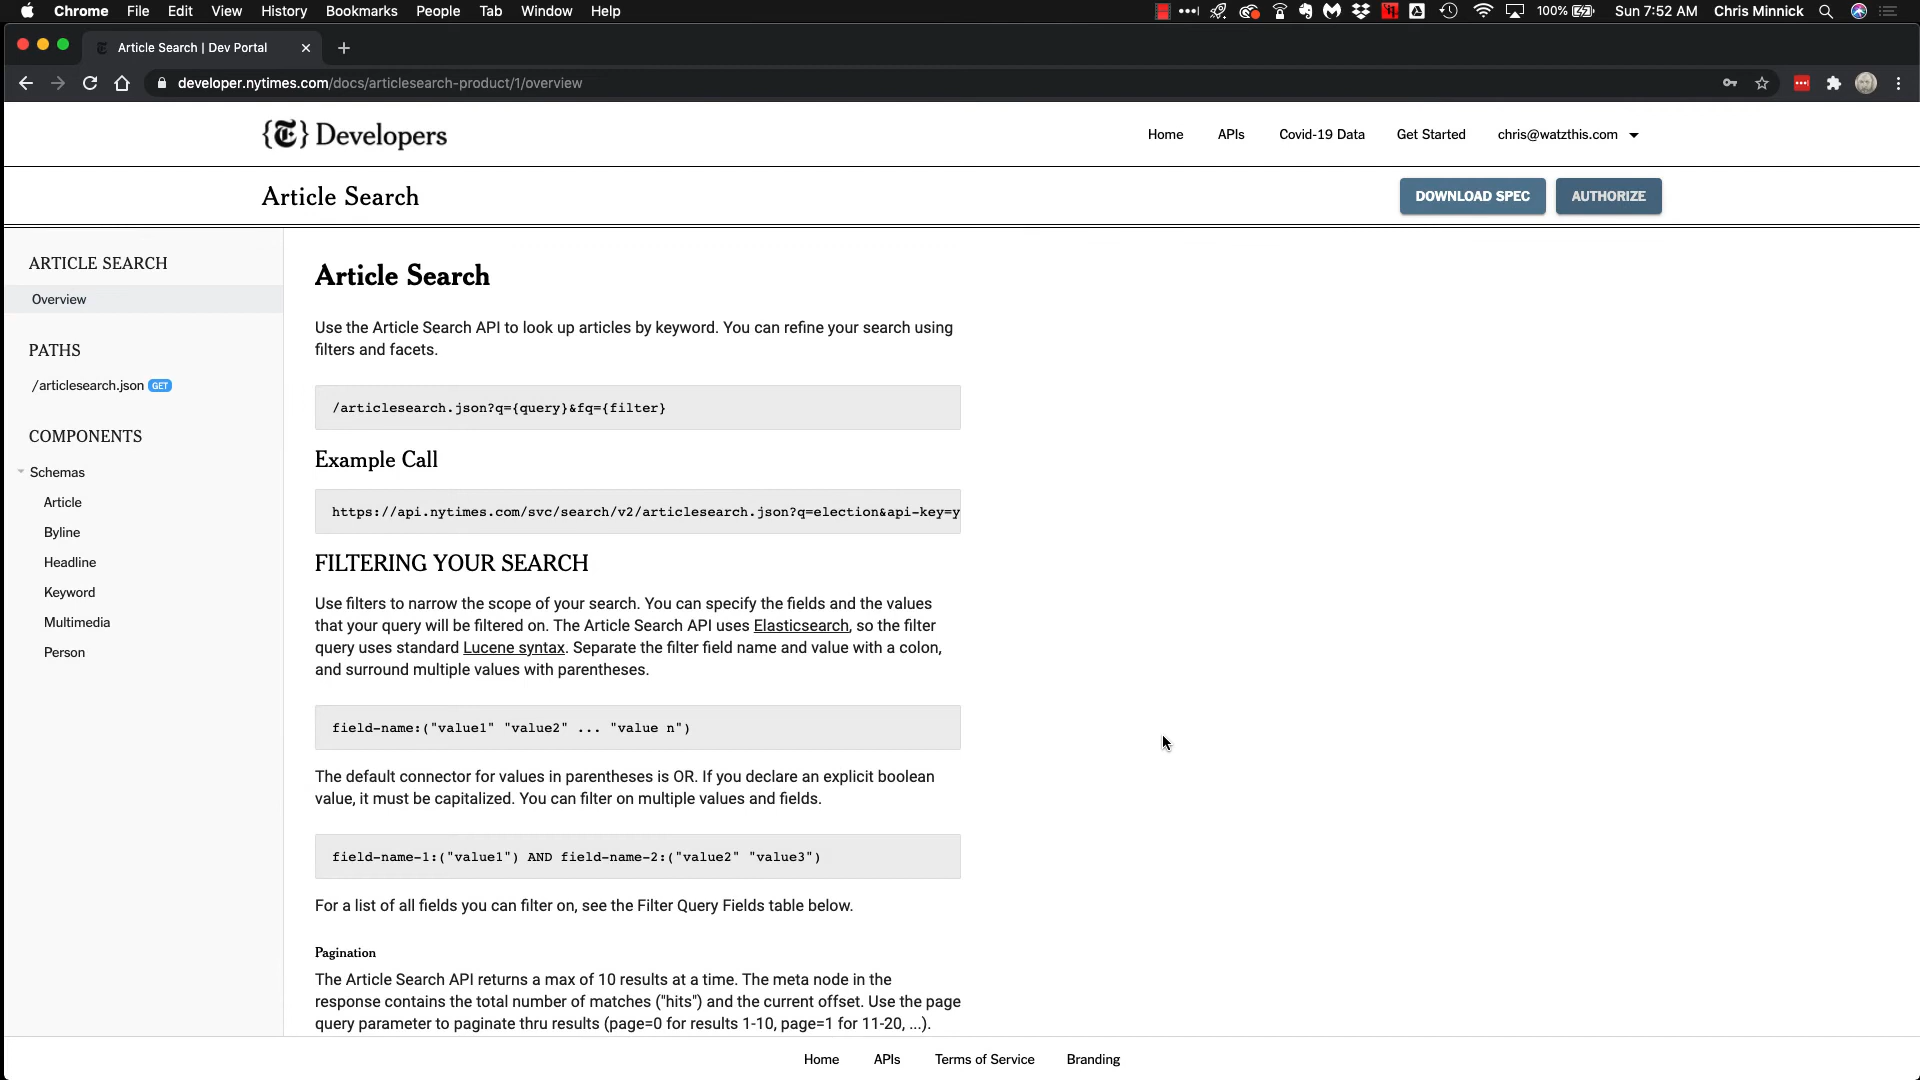 Chrome File Edit View History Bookmarks People Tab Window Help 100% Sun 7:52 AM Chris Minnick
Article Search | Dev Portal
developer.nytimes.com/docs/articlesearch-product/1/overview
{T} Developers
Home APIs Covid-19 Data Get Started chris@watzthis.com
Article Search
DOWNLOAD SPEC AUTHORIZE
ARTICLE SEARCH
Overview
PATHS
/articlesearch.json GET
COMPONENTS
Schemas
Article
Byline
Headline
Keyword
Multimedia
Person
Article Search
Use the Article Search API to look up articles by keyword. You can refine your search using
filters and facets.
/articlesearch.json?q={query}&fq={filter}
Example Call
https://api.nytimes.com/svc/search/v2/articlesearch.json?q=election&api-key=y
FILTERING YOUR SEARCH
Use filters to narrow the scope of your search. You can specify the fields and the values
that your query will be filtered on. The Article Search API uses Elasticsearch, so the filter
query uses standard Lucene syntax. Separate the filter field name and value with a colon,
and surround multiple values with parentheses.
field-name:("value1" "value2" ... "value n")
The default connector for values in parentheses is OR. If you declare an explicit boolean
value, it must be capitalized. You can filter on multiple values and fields.
field-name-1:("value1") AND field-name-2:("value2" "value3")
For a list of all fields you can filter on, see the Filter Query Fields table below.
Pagination
The Article Search API returns a max of 10 results at a time. The meta node in the
response contains the total number of matches ("hits") and the current offset. Use the page
query parameter to paginate thru results (page=0 for results 1-10, page=1 for 11-20, ...).
Home APIs Terms of Service Branding